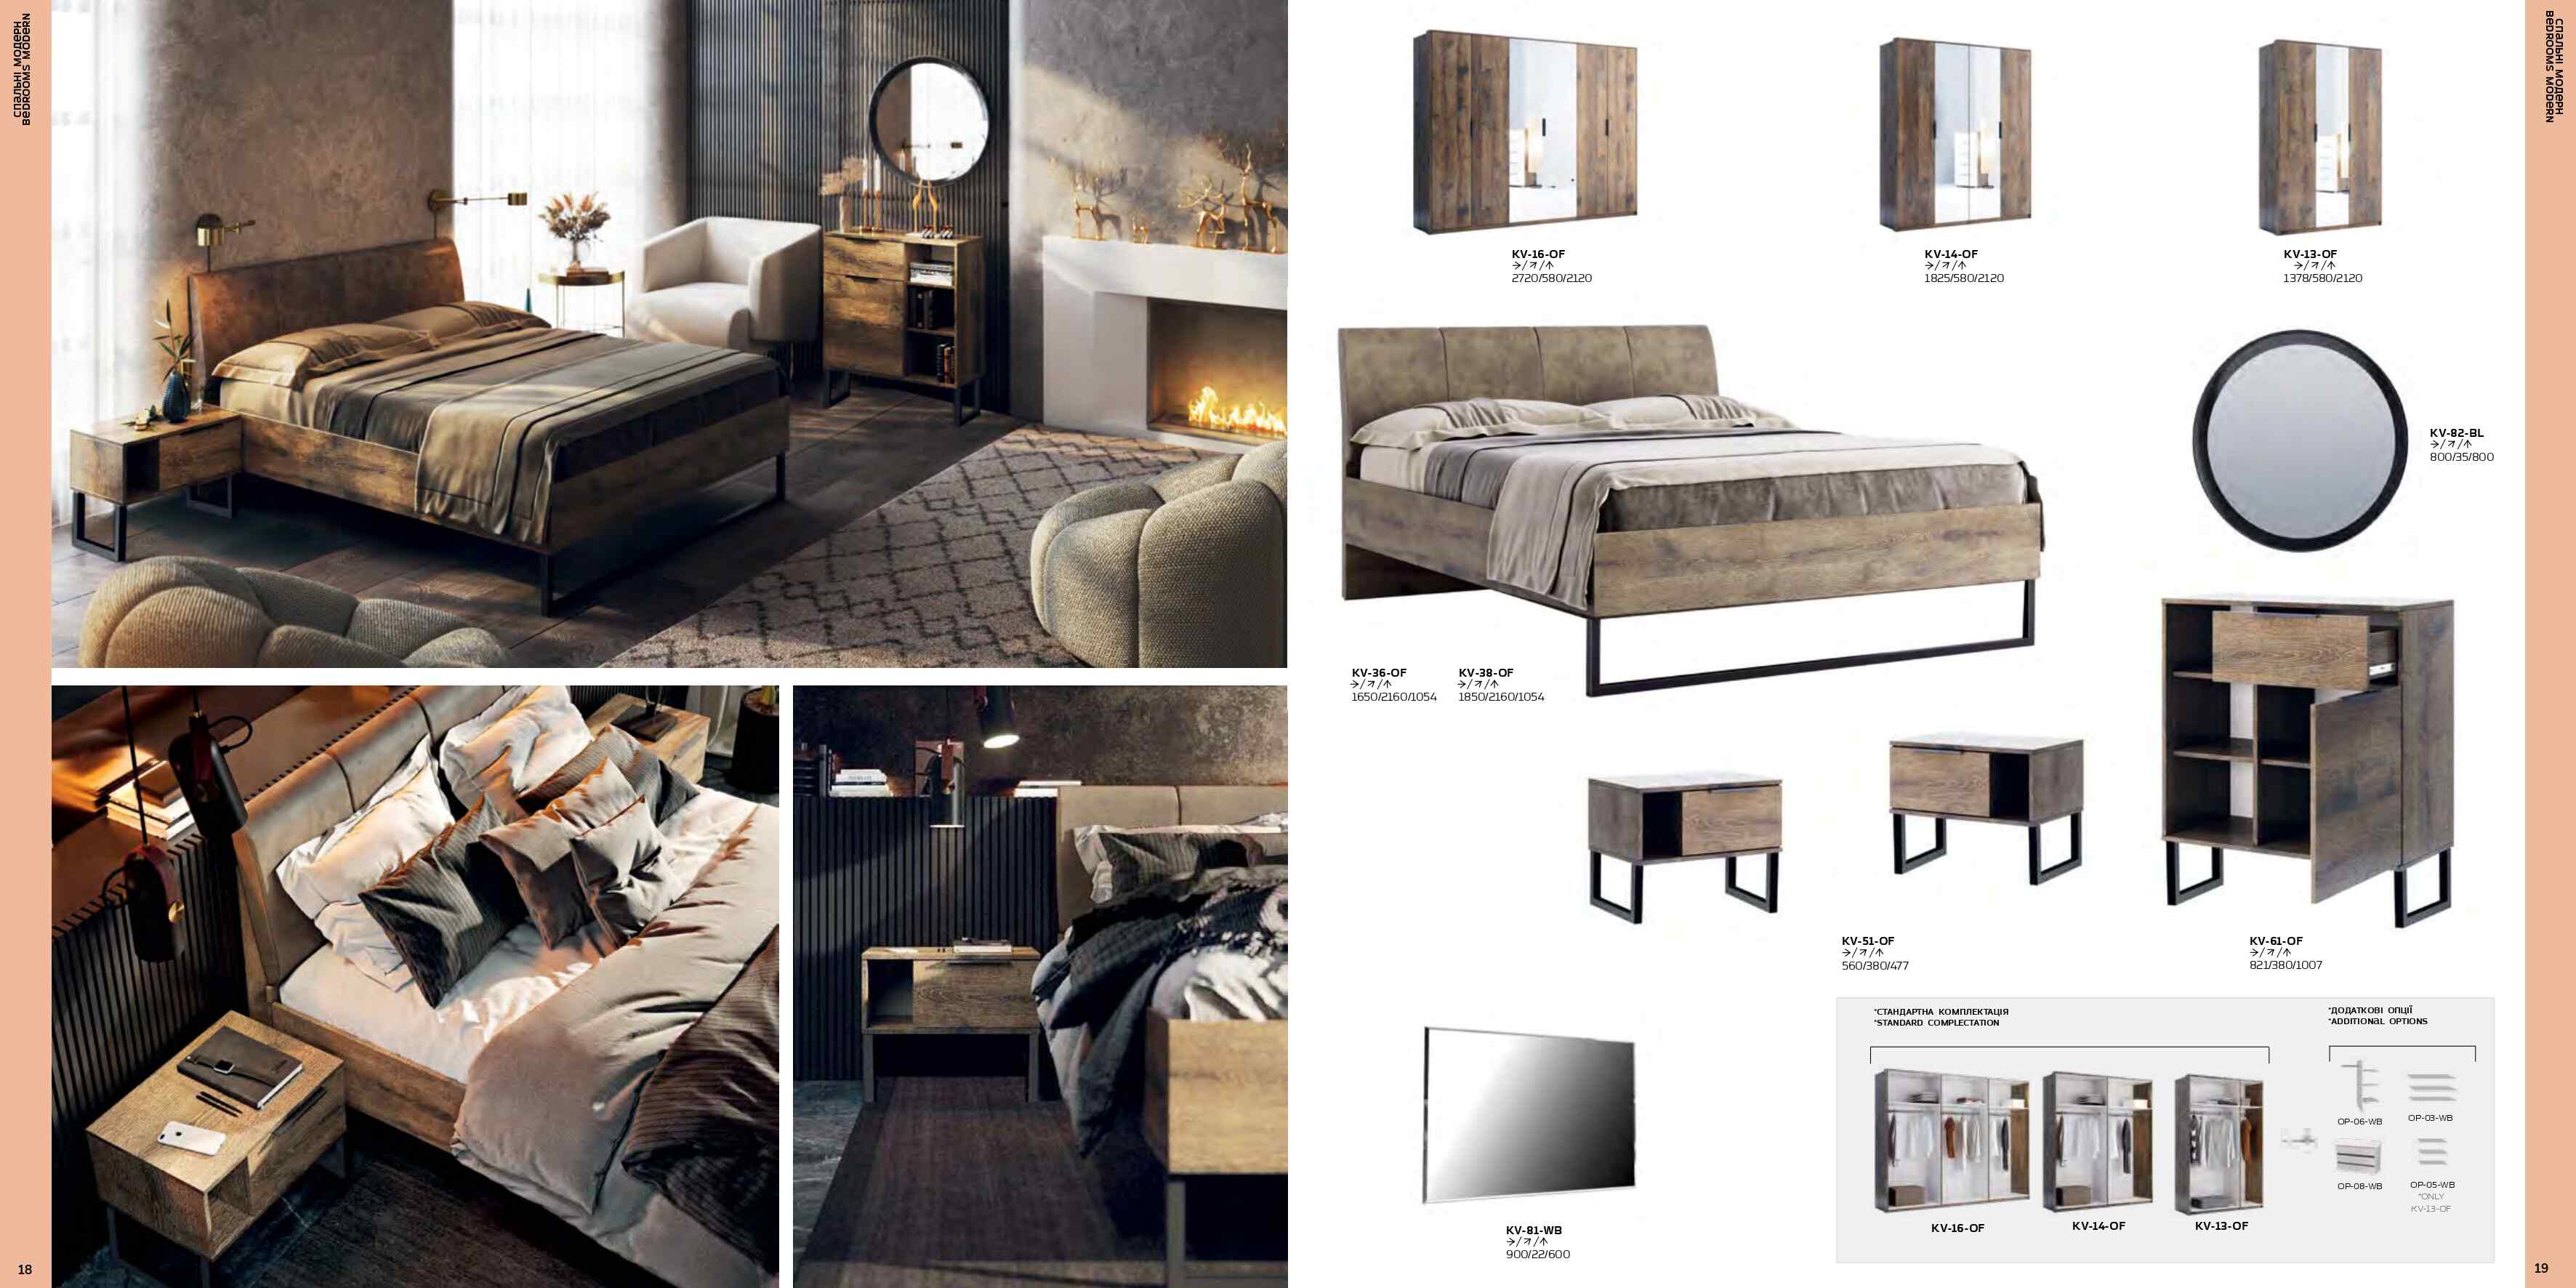 СПАЛЬНІ МОДЕРН
BEDROOMS MODERN
18
KV-16-OF
→/↗/↑
2720/580/2120
KV-14-OF
→/↗/↑
1825/580/2120
KV-13-OF
→/↗/↑
1378/580/2120
KV-82-BL
→/↗/↑
800/35/800
KV-36-OF
→/↗/↑
1650/2160/1054
KV-38-OF
→/↗/↑
1850/2160/1054
KV-51-OF
→/↗/↑
560/380/477
KV-61-OF
→/↗/↑
821/380/1007
KV-81-WB
→/↗/↑
900/22/600
*СТАНДАРТНА КОМПЛЕКТАЦІЯ
*STANDARD COMPLECTATION
KV-16-OF
KV-14-OF
KV-13-OF
*ДОДАТКОВІ ОПЦІЇ
*ADDITIONAL OPTIONS
OP-06-WB
OP-03-WB
OP-08-WB
OP-05-WB
*ONLY
KV-13-OF
СПАЛЬНІ МОДЕРН
BEDROOMS MODERN
19